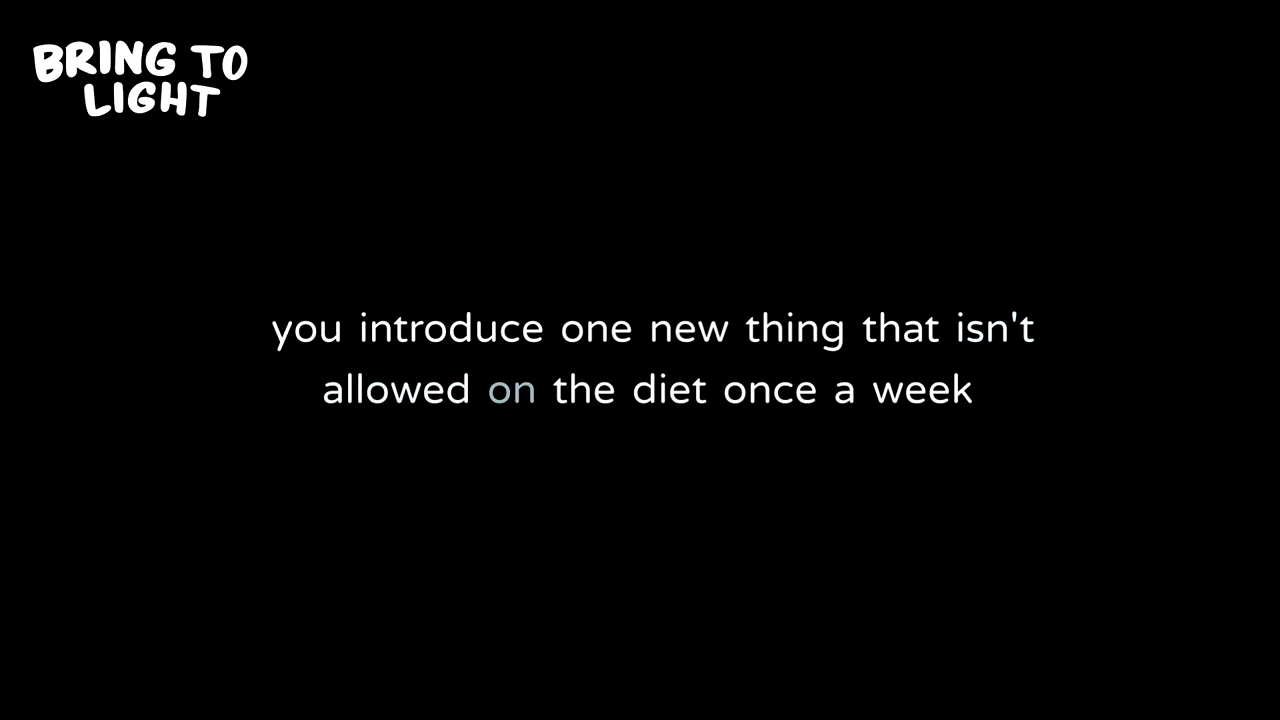 BRING TO
LIGHT
you introduce one new thing that isn't
allowed on the diet once a week